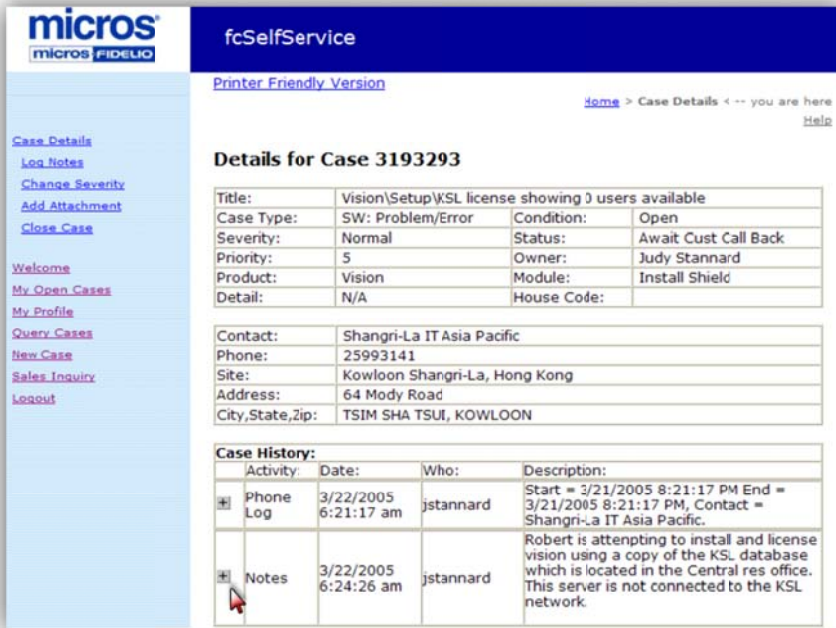 micros
micros FIDELIO
fcSelfService
Printer Friendly Version
Home > Case Details < -- you are here
Help
Case Details
Log Notes
Change Severity
Add Attachment
Close Case
Welcome
My Open Cases
My Profile
Query Cases
New Case
Sales Inquiry
Logout
Details for Case 3193293
Title: Vision\Setup\KSL license showing 0 users available
Case Type: SW: Problem/Error Condition: Open
Severity: Normal Status: Await Cust Call Back
Priority: 5 Owner: Judy Stannard
Product: Vision Module: Install Shield
Detail: N/A House Code:
Contact: Shangri-La IT Asia Pacific
Phone: 25993141
Site: Kowloon Shangri-La, Hong Kong
Address: 64 Mody Road
City,State,Zip: TSIM SHA TSUI, KOWLOON
Case History:
Activity: Date: Who: Description:
Phone Log 3/22/2005 6:21:17 am jstannard Start = 3/21/2005 8:21:17 PM End =
3/21/2005 8:21:17 PM, Contact =
Shangri-La IT Asia Pacific.
Notes 3/22/2005 6:24:26 am jstannard Robert is attenpting to install and license
vision using a copy of the KSL database
which is located in the Central res office.
This server is not connected to the KSL
network